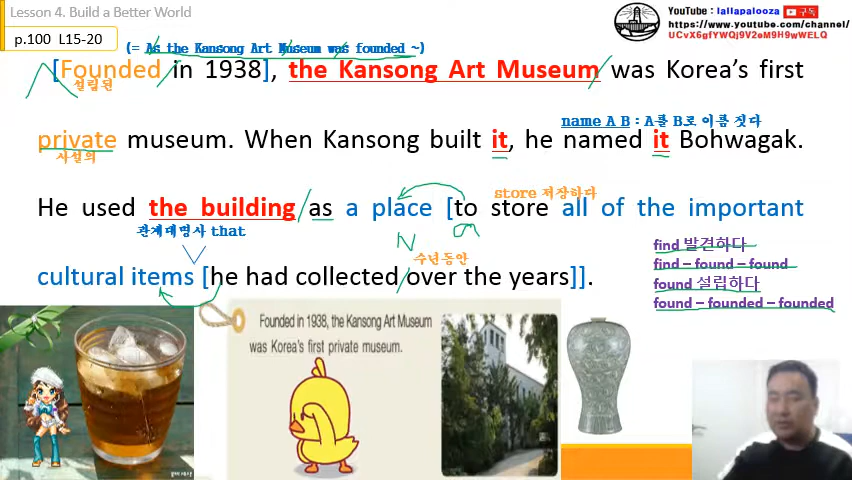 Lesson 4. Build a Better World
p.100 L15-20
YouTube : lallapalooza 구독
https://www.youtube.com/channel/
UCvX6gfYWQj9V2eM9H9wWELQ
(= As the Kansong Art Museum was founded ~)
[Founded in 1938], the Kansong Art Museum was Korea's first
설립된
name A B : A를 B로 이름 짓다
private museum. When Kansong built it, he named it Bohwagak.
사설의
store 저장하다
He used the building as a place [to store all of the important
관계대명사 that
N
수년동안
cultural items [he had collected over the years]].
find 발견하다
find – found – found
found 설립하다
found – founded – founded
Founded in 1938, the Kansong Art Museum
was Korea's first private museum.